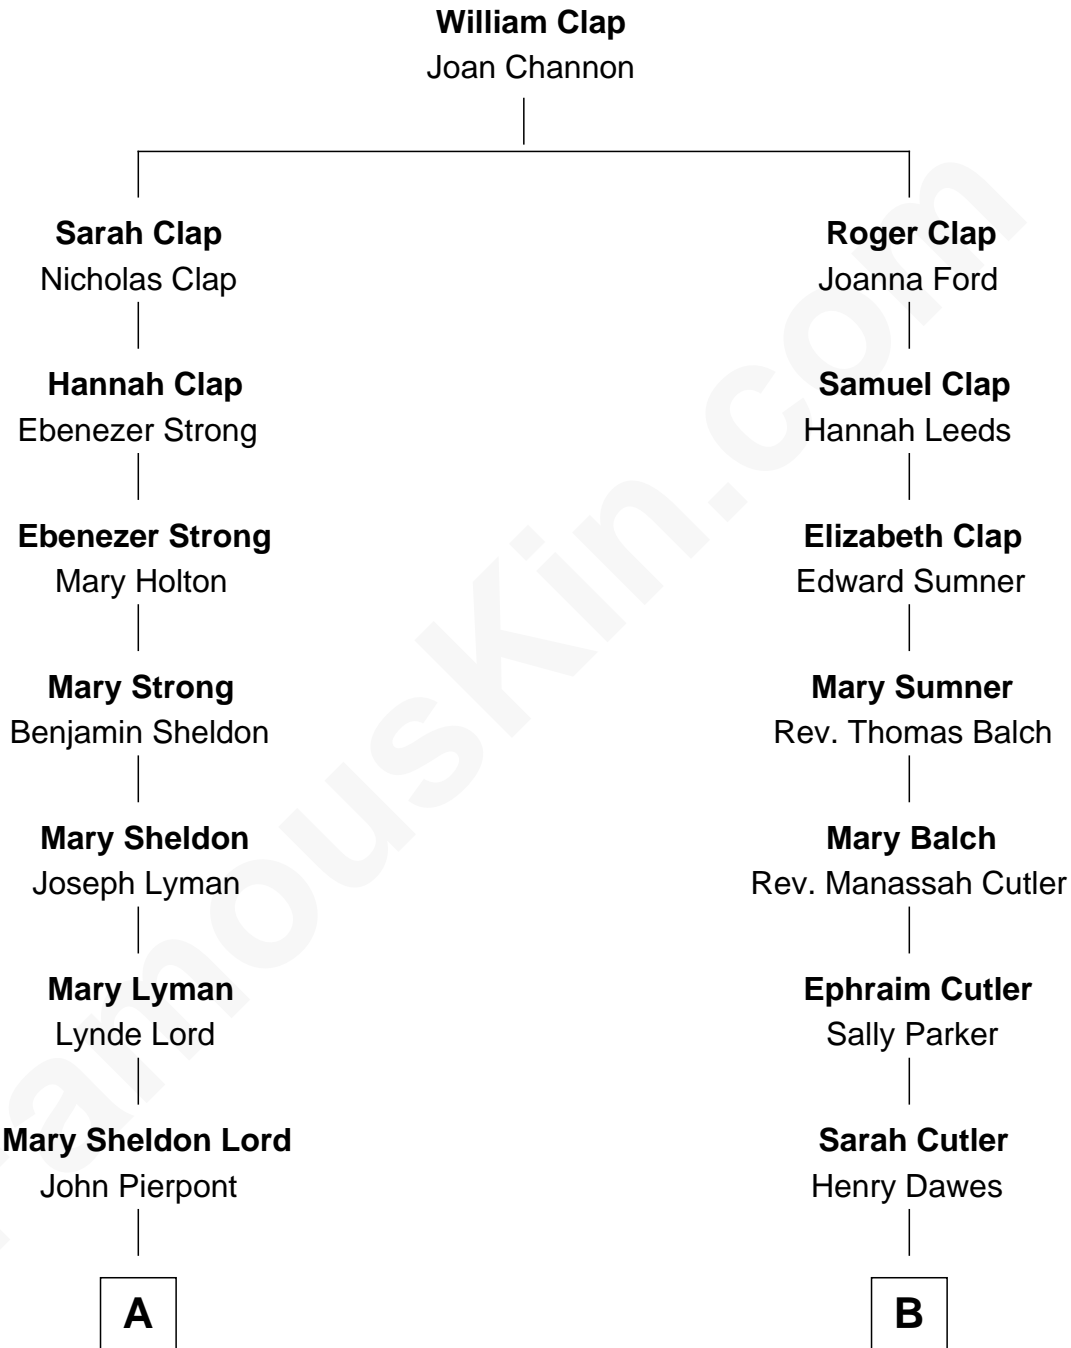 William Clap
Joan Channon
Sarah Clap
Nicholas Clap
Hannah Clap
Ebenezer Strong
Ebenezer Strong
Mary Holton
Mary Strong
Benjamin Sheldon
Mary Sheldon
Joseph Lyman
Mary Lyman
Lynde Lord
Mary Sheldon Lord
John Pierpont
A
Roger Clap
Joanna Ford
Samuel Clap
Hannah Leeds
Elizabeth Clap
Edward Sumner
Mary Sumner
Rev. Thomas Balch
Mary Balch
Rev. Manassah Cutler
Ephraim Cutler
Sally Parker
Sarah Cutler
Henry Dawes
B
FamousKin.com